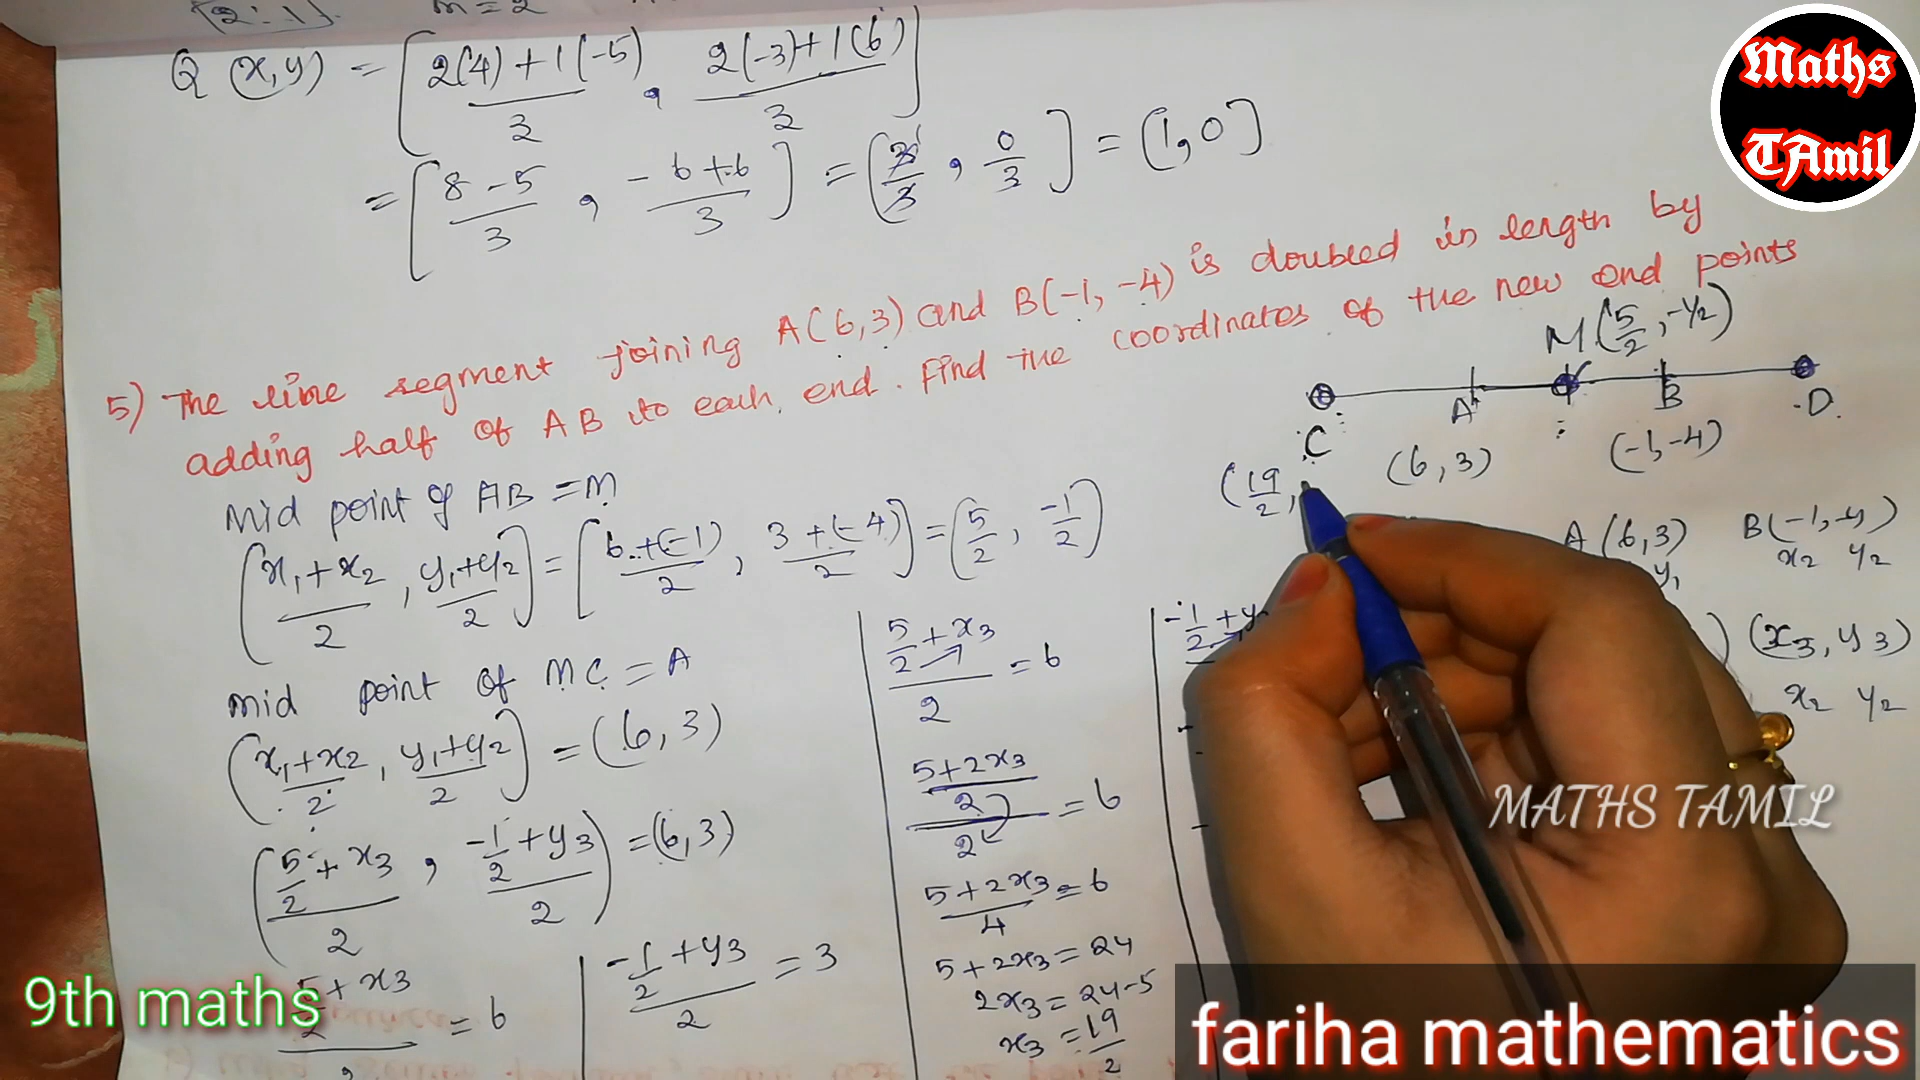 (2:1) m=2
Q (x,y) = [2(4)+1(-5)/3 , 2(-3)+1(6)/3]
= [8-5/3 , -6+6/3] = (3/3 , 0/3] = (1,0]
5) The line segment joining A(6,3) and B(-1,-4) is doubled in length by
adding half of AB to each end. Find the coordinates of the new end points
M(5/2,-1/2)
C A B D
(19/2, (6,3) (-1,-4)
Mid point of AB = M
[x₁+x₂/2 , y₁+y₂/2] = [6+(-1)/2 , 3+(-4)/2] = (5/2 , -1/2)
A(6,3) B(-1,-4)
y₁ x₂ y₂
Mid point of MC = A
(x₁+x₂/2 , y₁+y₂/2] = (6,3)
(5/2+x₃/2 , -1/2+y₃/2) = (6,3)
5/2+x₃/2 = 6
-1/2+y₃/2 = 3
5/2+x₃/2 = 6
5+2x₃/2/2 = 6
5+2x₃/4 = 6
5+2x₃ = 24
2x₃ = 24-5
x₃ = 19/2
-1/2+y
) (x₃,y₃)
x₂ y₂
Maths
TAmil
MATHS TAMIL
9th maths
fariha mathematics